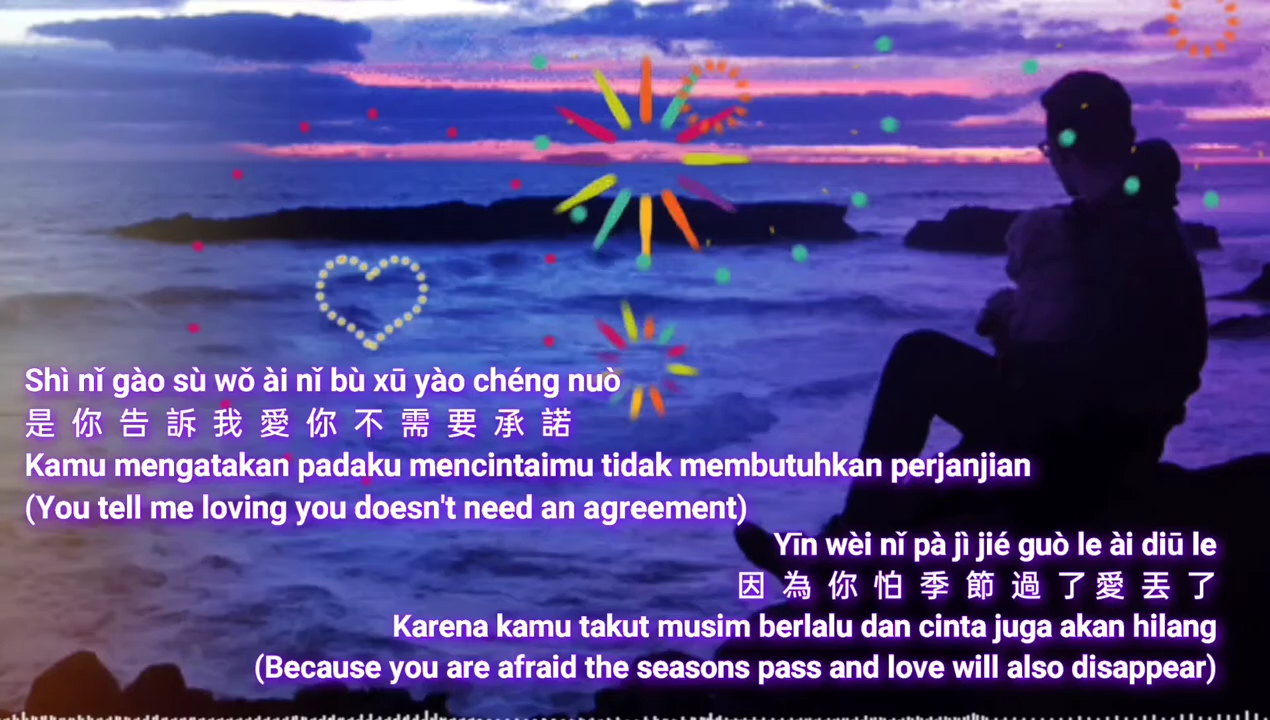 Shì nǐ gào sù wǒ ài nǐ bù xū yào chéng nuò
是你告訴我愛你不需要承諾
Kamu mengatakan padaku mencintaimu tidak membutuhkan perjanjian
(You tell me loving you doesn't need an agreement)
Yīn wèi nǐ pà jì jié guò le ài diū le
因為你怕季節過了愛丟了
Karena kamu takut musim berlalu dan cinta juga akan hilang
(Because you are afraid the seasons pass and love will also disappear)